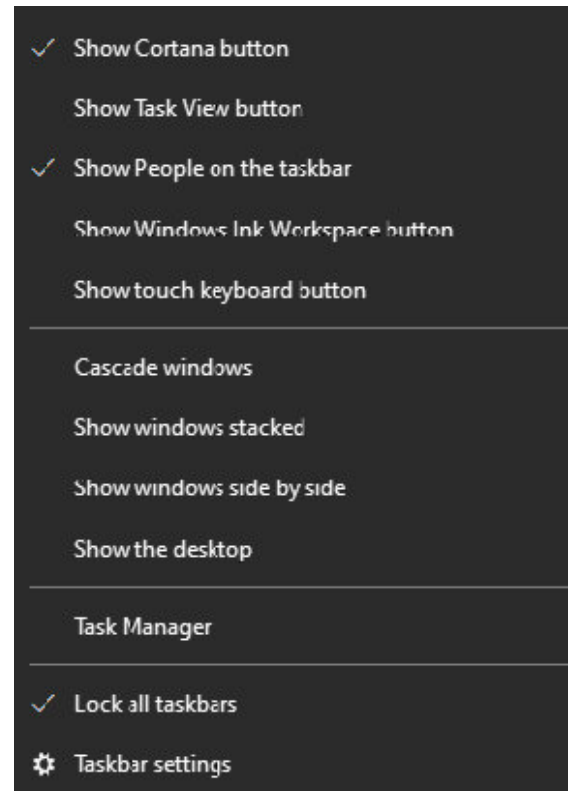 Show Cortana button
Show Task View button
Show People on the taskbar
Show Windows Ink Workspace button
Show touch keyboard button
Cascade windows
Show windows stacked
Show windows side by side
Show the desktop
Task Manager
Lock all taskbars
Taskbar settings